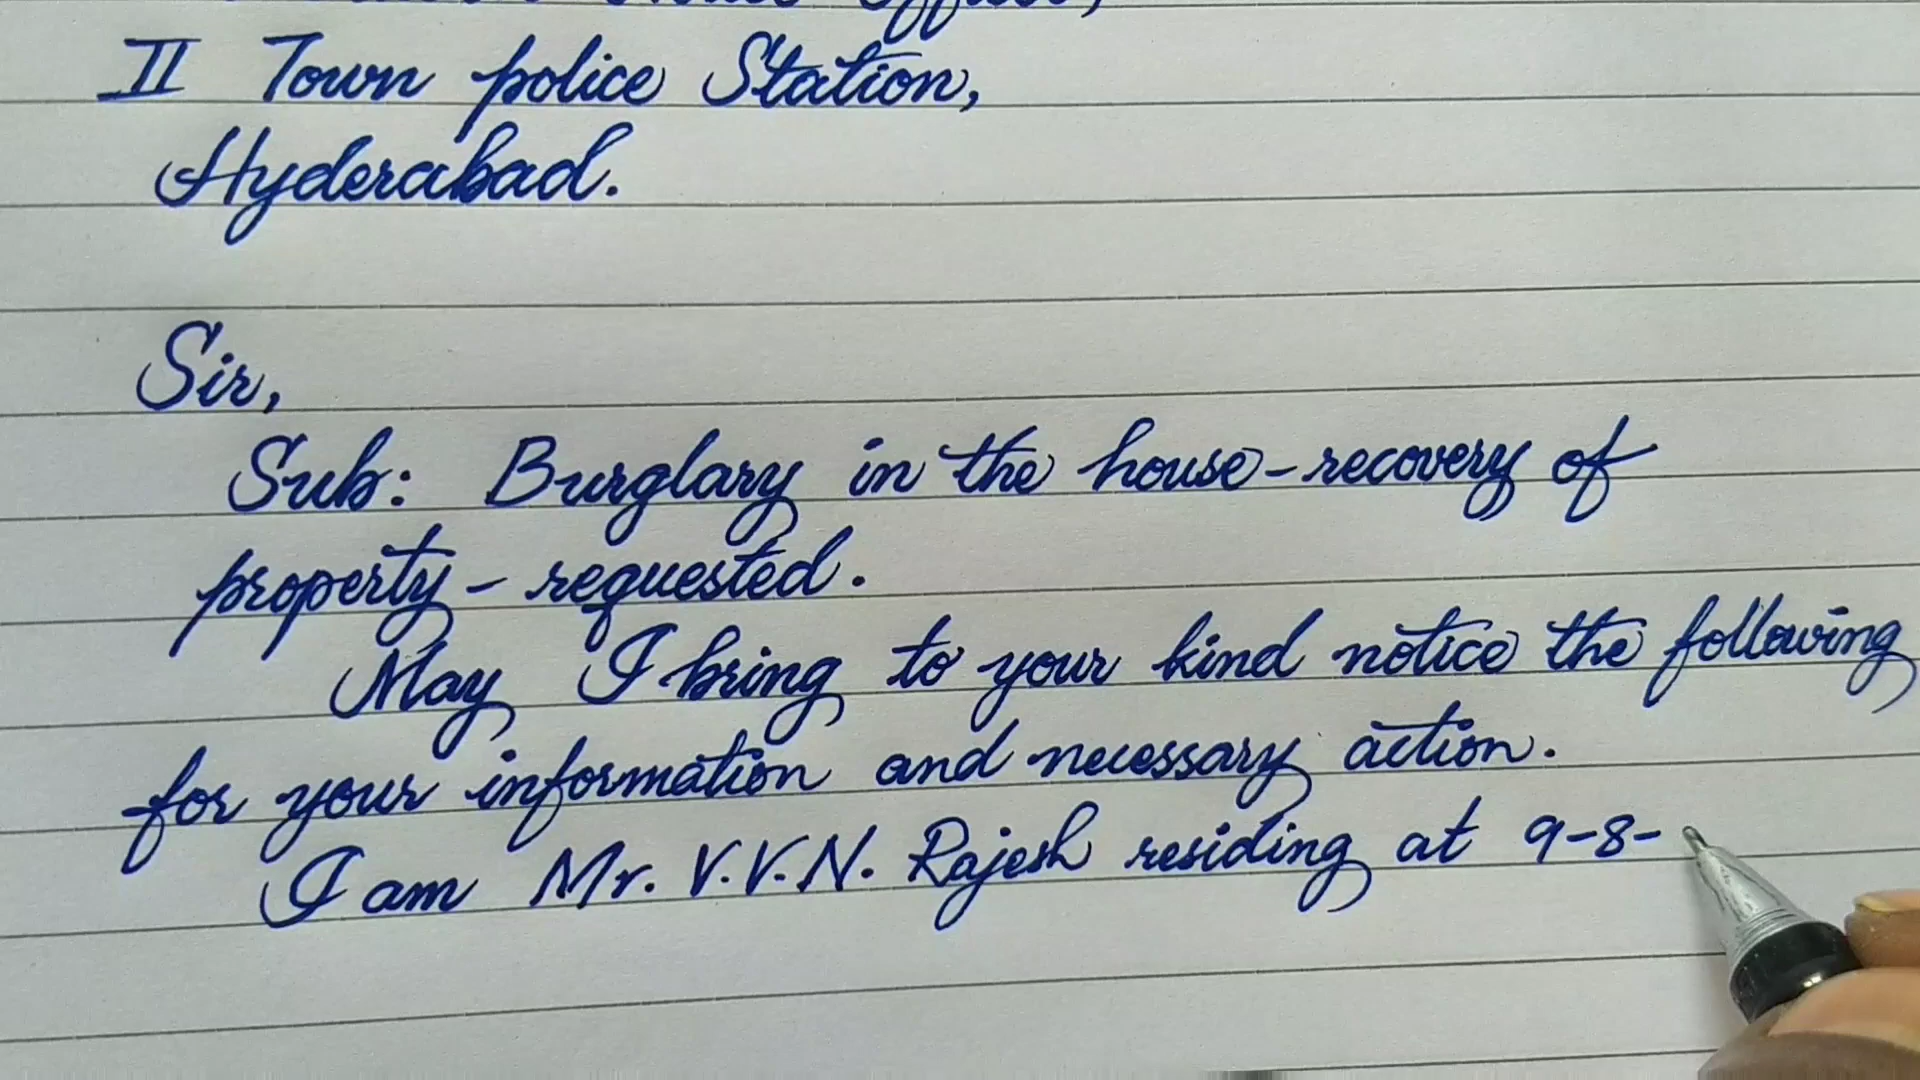 II Town police Station,
Hyderabad.
Sir,
Sub: Burglary in the house-recovery of
property- requested.
May I bring to your kind notice the following
for your information and necessary action.
I am Mr. V.V.N. Rajesh residing at 9-8-